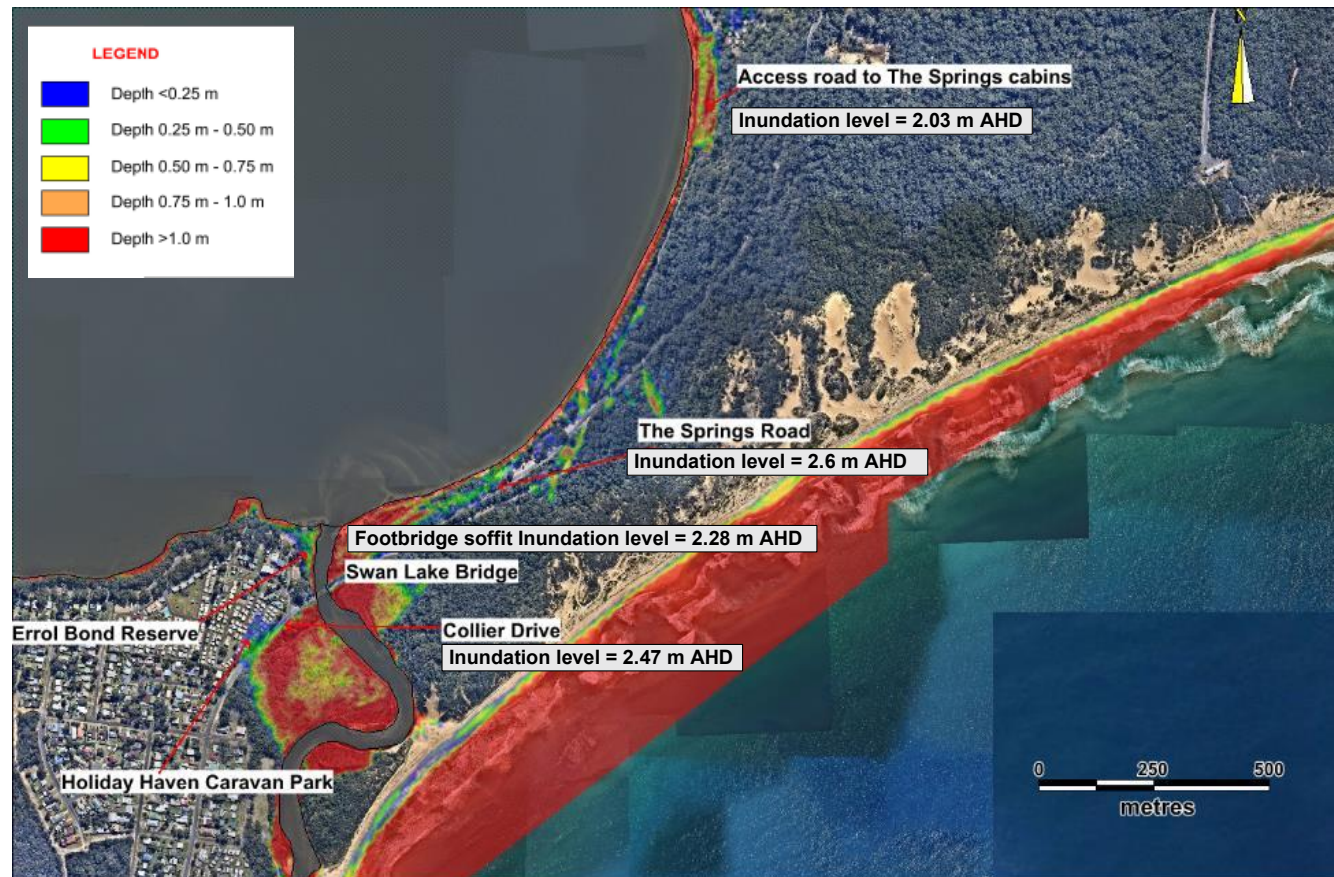 LEGEND
Depth <0.25 m
Depth 0.25 m - 0.50 m
Depth 0.50 m - 0.75 m
Depth 0.75 m - 1.0 m
Depth >1.0 m
N
Access road to The Springs cabins
Inundation level = 2.03 m AHD
The Springs Road
Inundation level = 2.6 m AHD
Footbridge soffit Inundation level = 2.28 m AHD
Swan Lake Bridge
Errol Bond Reserve
Collier Drive
Inundation level = 2.47 m AHD
Holiday Haven Caravan Park
0 250 500
metres